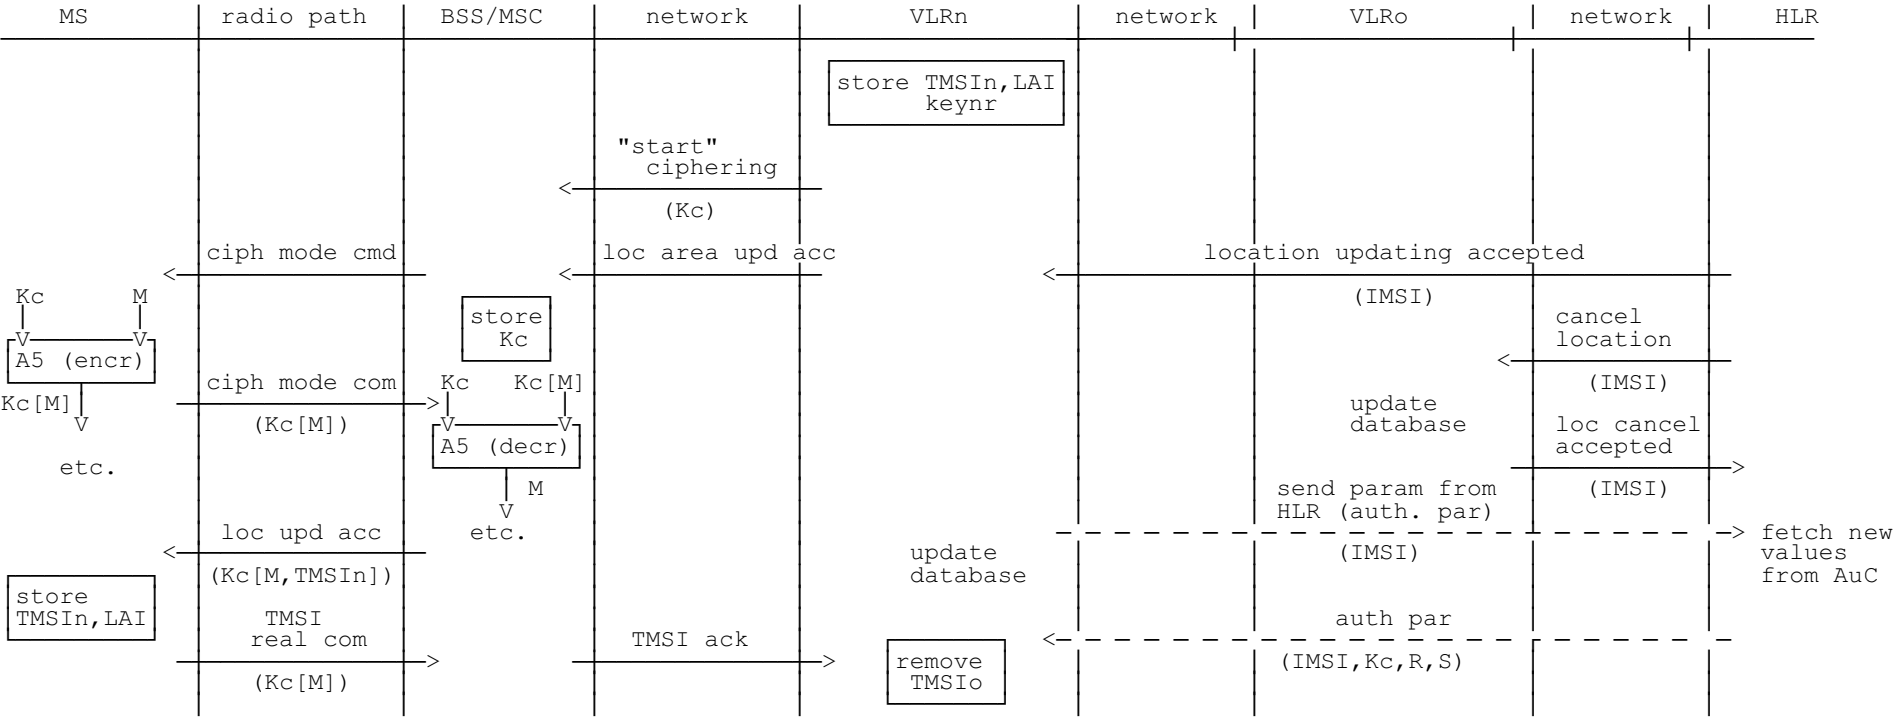 MS radio path BSS/MSC network VLRn network VLRo network HLR
store TMSIn,LAI
keynr
"start"
ciphering
(Kc)
ciph mode cmd loc area upd acc location updating accepted
Kc M (IMSI)
store cancel
V V Kc location
A5 (encr)
ciph mode com Kc Kc[M] (IMSI)
Kc[M] update
V (Kc[M]) V V database loc cancel
A5 (decr) accepted
etc.
M send param from (IMSI)
V HLR (auth. par)
loc upd acc etc. fetch new
update (IMSI) values
(Kc[M,TMSIn]) database from AuC
store
TMSIn,LAI TMSI auth par
real com TMSI ack
remove (IMSI,Kc,R,S)
(Kc[M]) TMSIo